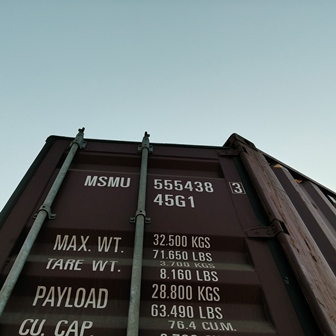 MSMU 555438 3
45G1
MAX. WT. 32.500 KGS
71.650 LBS
TARE WT. 3.700 KGS
8.160 LBS
PAYLOAD 28.800 KGS
63.490 LBS
CU. CAP. 76.4 CU.M.